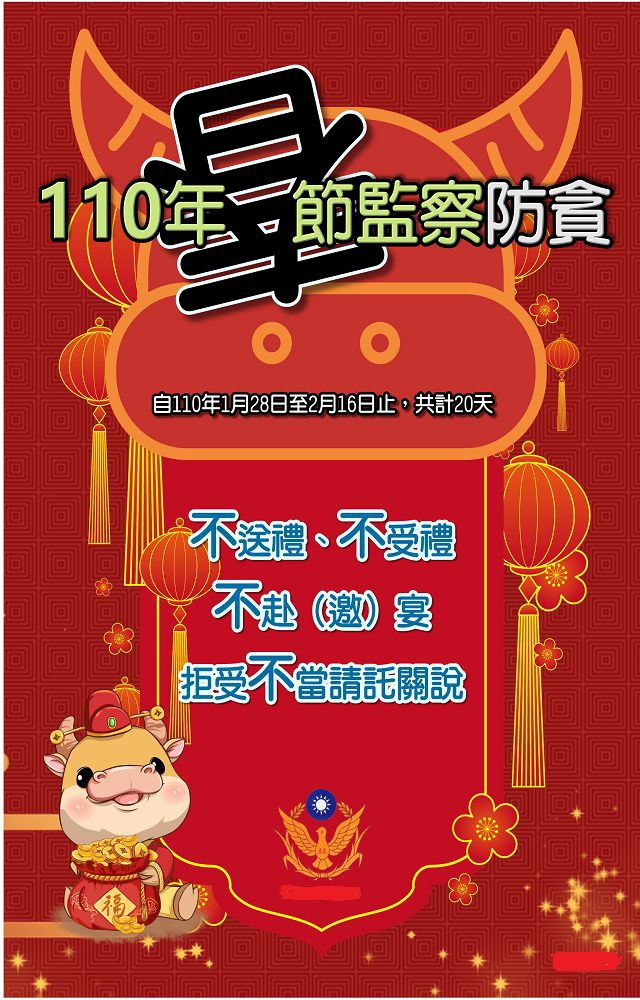 110年春節監察防貪
自110年1月28日至2月16日止，共計20天
不送禮、不受禮
不赴（邀）宴
拒受不當請託關說
福